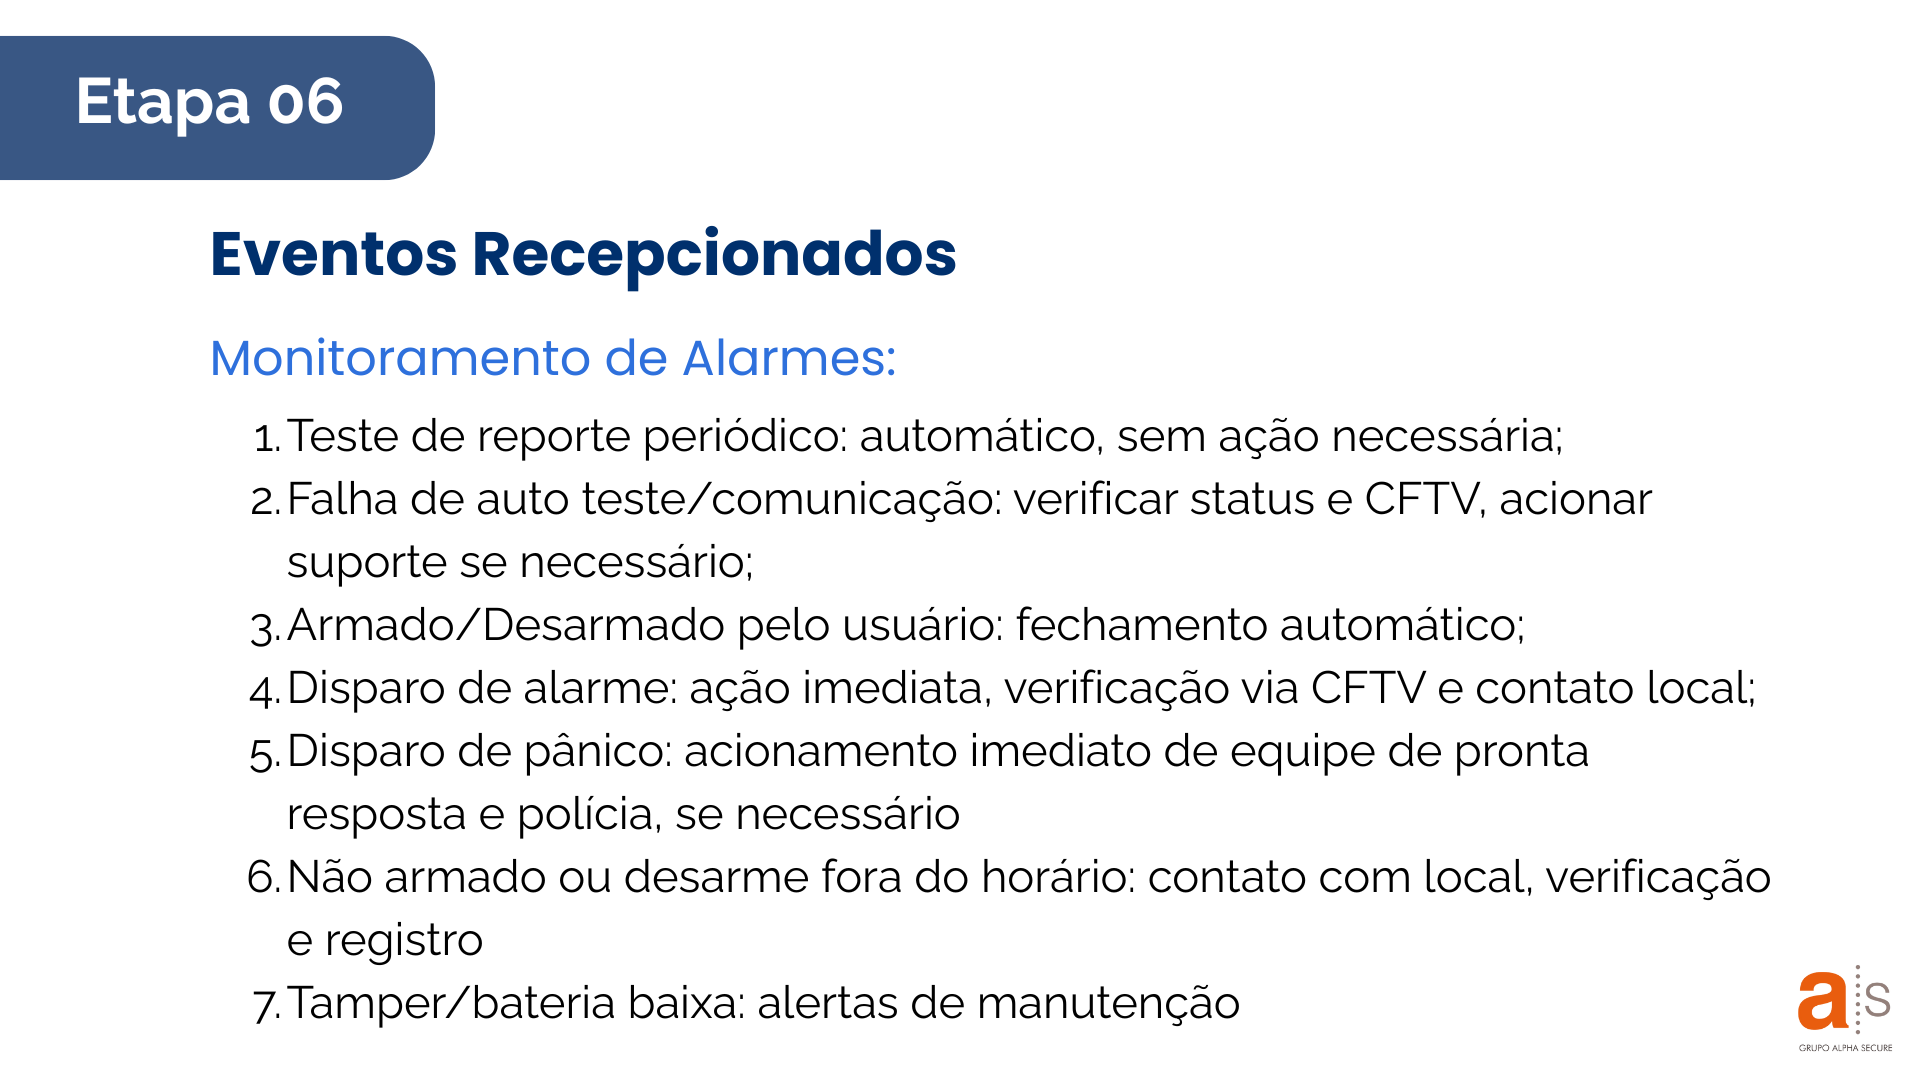 Etapa 06
Eventos Recepcionados
Monitoramento de Alarmes:
1. Teste de reporte periódico: automático, sem ação necessária;
2. Falha de auto teste/comunicação: verificar status e CFTV, acionar
suporte se necessário;
3. Armado/Desarmado pelo usuário: fechamento automático;
4. Disparo de alarme: ação imediata, verificação via CFTV e contato local;
5. Disparo de pânico: acionamento imediato de equipe de pronta
resposta e polícia, se necessário
6. Não armado ou desarme fora do horário: contato com local, verificação
e registro
7. Tamper/bateria baixa: alertas de manutenção
a s
GRUPO ALPHA SECURE